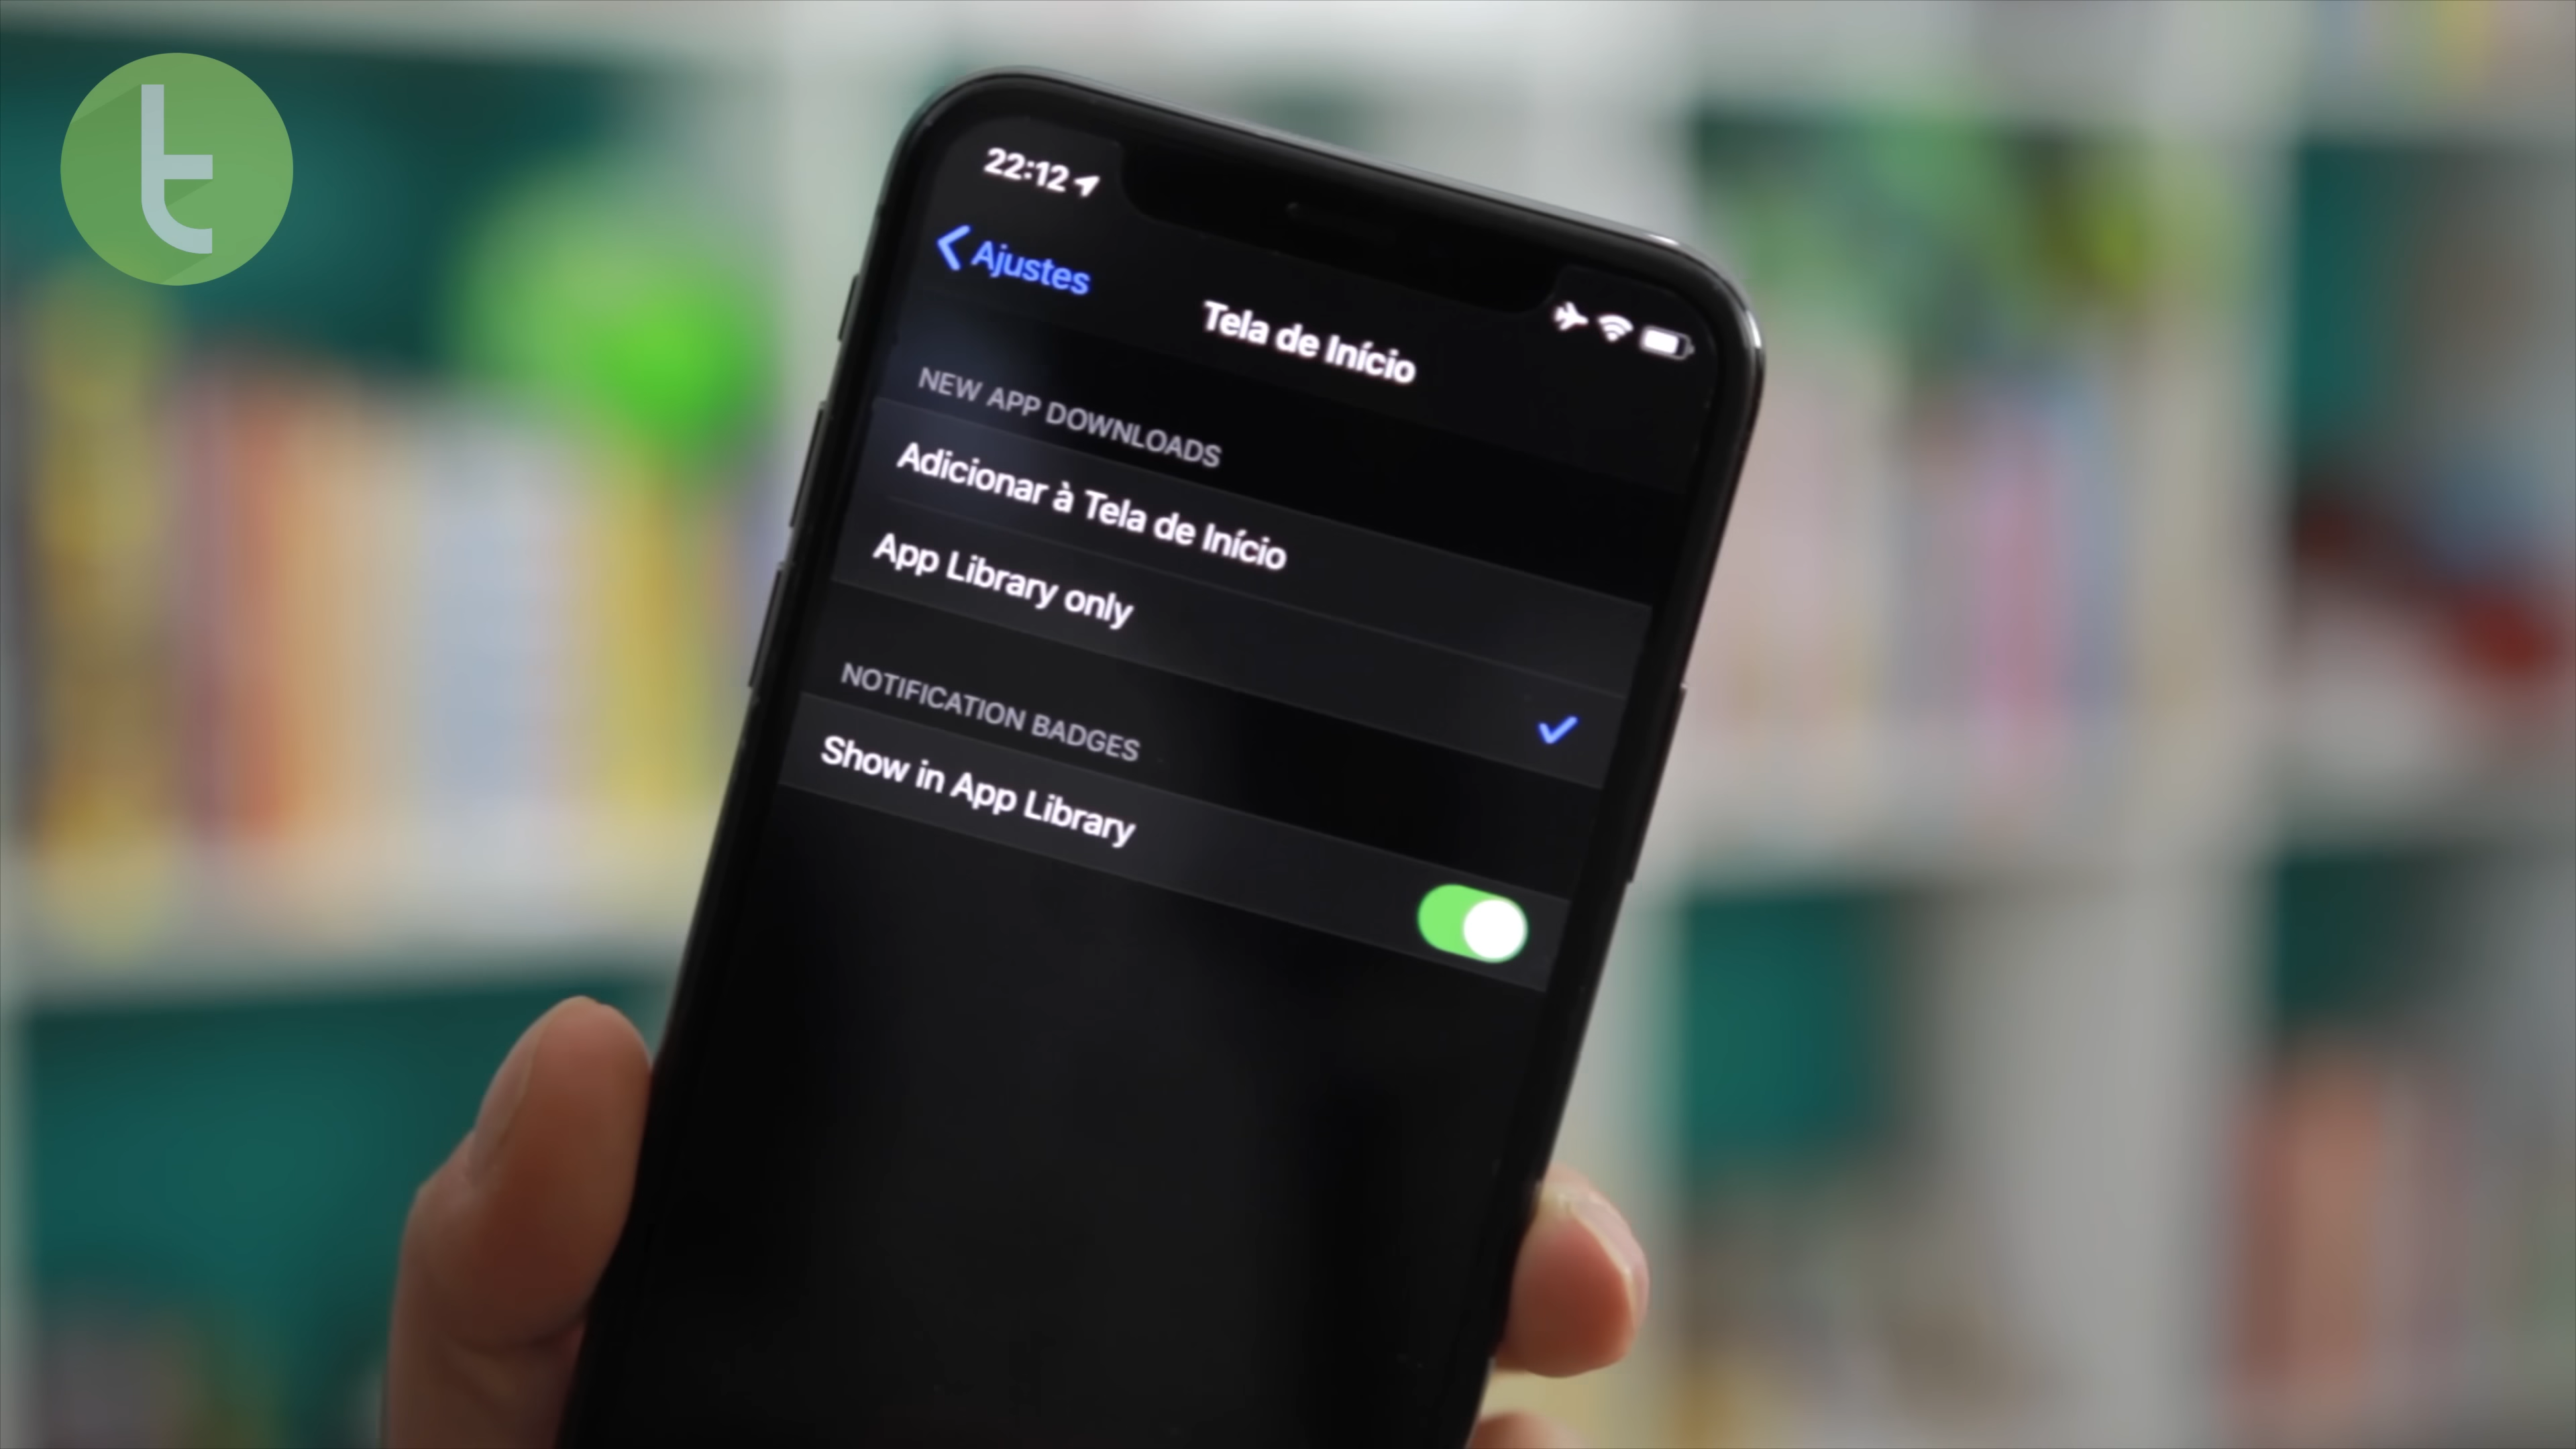 t
22:12
Ajustes
Tela de Início
NEW APP DOWNLOADS
Adicionar à Tela de Início
App Library only
NOTIFICATION BADGES
Show in App Library